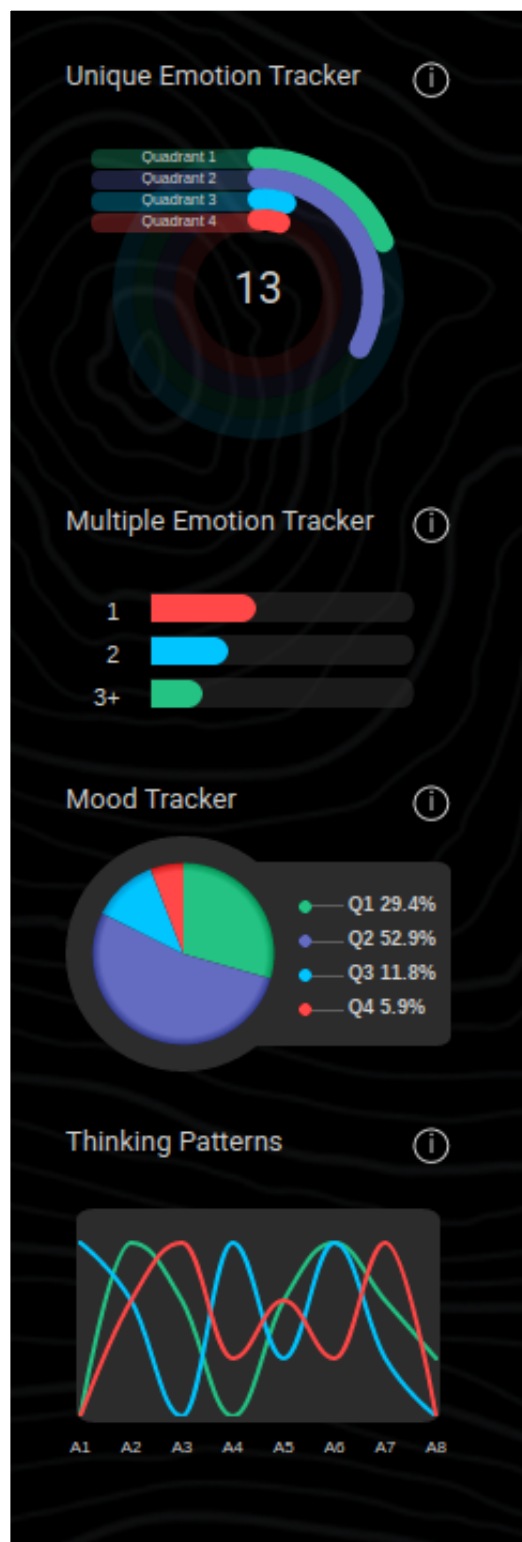 Unique Emotion Tracker
Quadrant 1
Quadrant 2
Quadrant 3
Quadrant 4
13
Multiple Emotion Tracker
1
2
3+
Mood Tracker
Q1 29.4%
Q2 52.9%
Q3 11.8%
Q4 5.9%
Thinking Patterns
A1 A2 A3 A4 A5 A6 A7 A8